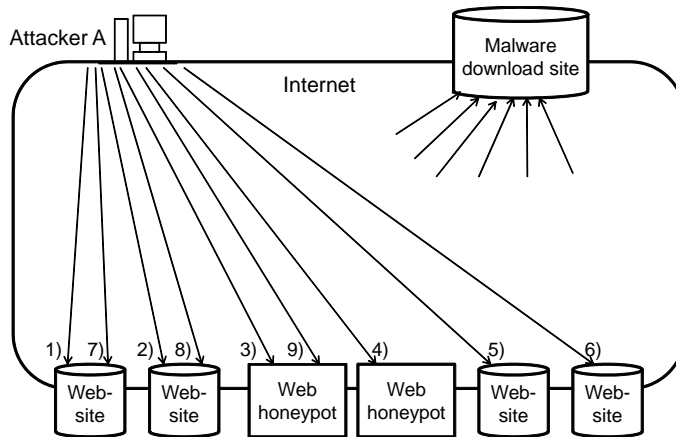 Attacker A
Malware
download site
Internet
1)
7)
2)
8)
3)
9)
4)
5)
6)
Web-
site
Web-
site
Web
honeypot
Web
honeypot
Web-
site
Web-
site